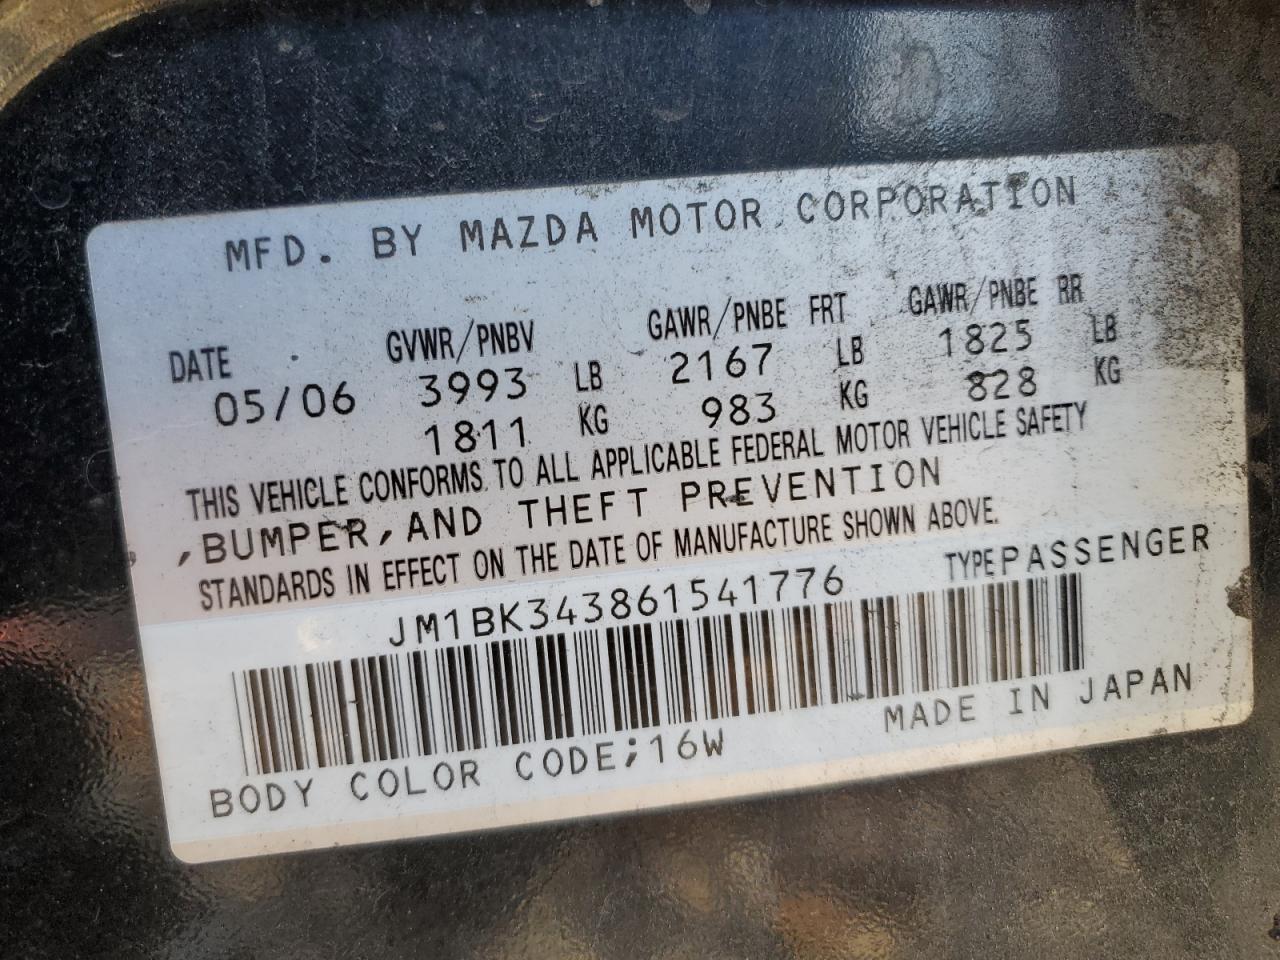 MFD. BY MAZDA MOTOR CORPORATION
DATE GVWR/PNBV GAWR/PNBE FRT GAWR/PNBE RR
05/06 3993 LB 2167 LB 1825 LB
1811 KG 983 KG 828 KG
THIS VEHICLE CONFORMS TO ALL APPLICABLE FEDERAL MOTOR VEHICLE SAFETY
,BUMPER,AND THEFT PREVENTION
STANDARDS IN EFFECT ON THE DATE OF MANUFACTURE SHOWN ABOVE.
JM1BK343861541776 TYPE PASSENGER
BODY COLOR CODE;16W MADE IN JAPAN